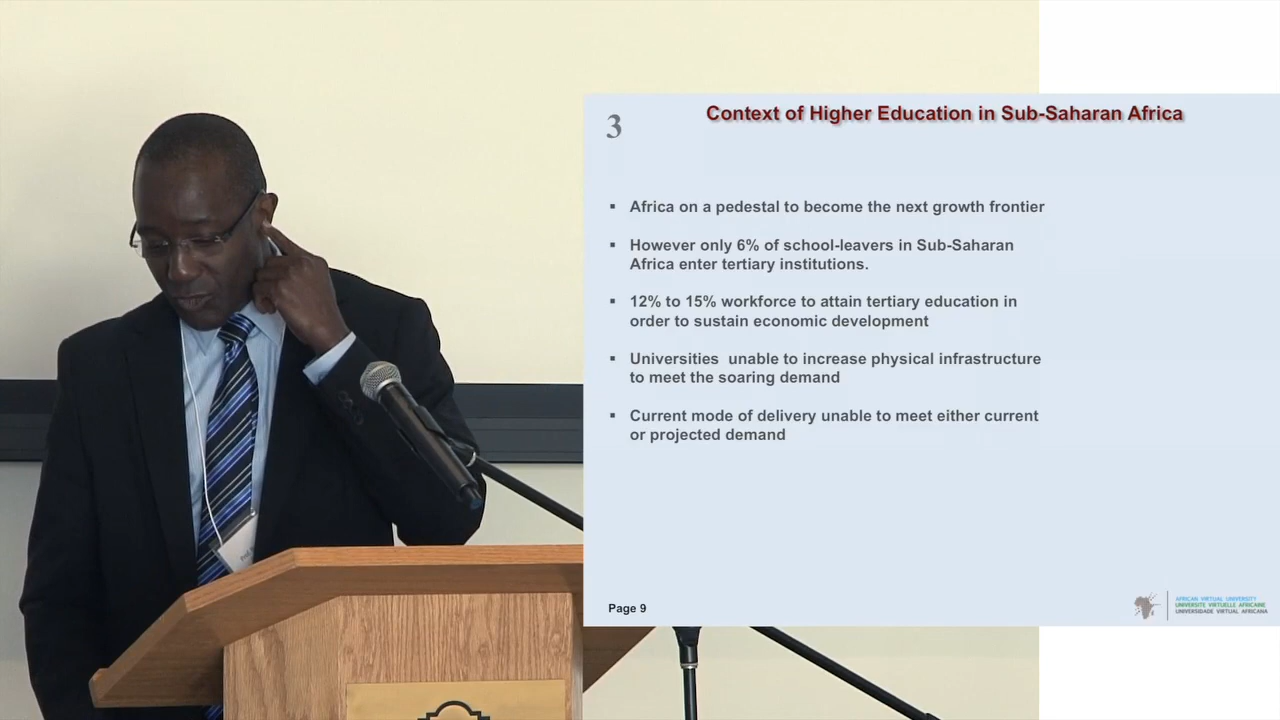 3
Context of Higher Education in Sub-Saharan Africa
▪ Africa on a pedestal to become the next growth frontier
▪ However only 6% of school-leavers in Sub-Saharan
Africa enter tertiary institutions.
▪ 12% to 15% workforce to attain tertiary education in
order to sustain economic development
▪ Universities unable to increase physical infrastructure
to meet the soaring demand
▪ Current mode of delivery unable to meet either current
or projected demand
Page 9
AFRICAN VIRTUAL UNIVERSITY
UNIVERSITE VIRTUELLE AFRICAINE
UNIVERSIDADE VIRTUAL AFRICANA